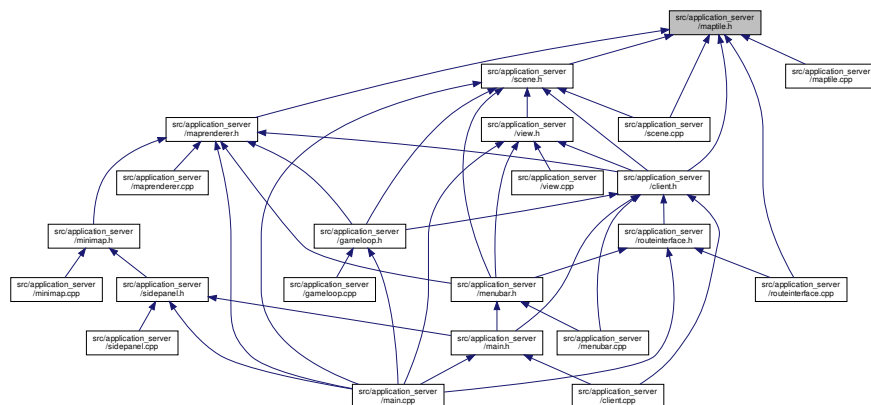 src/application_server
/maptile.h
src/application_server
/scene.h
src/application_server
/maptile.cpp
src/application_server
/maprenderer.h
src/application_server
/view.h
src/application_server
/scene.cpp
src/application_server
/maprenderer.cpp
src/application_server
/view.cpp
src/application_server
/client.h
src/application_server
/minimap.h
src/application_server
/gameloop.h
src/application_server
/routeinterface.h
src/application_server
/minimap.cpp
src/application_server
/sidepanel.h
src/application_server
/gameloop.cpp
src/application_server
/menubar.h
src/application_server
/routeinterface.cpp
src/application_server
/sidepanel.cpp
src/application_server
/main.h
src/application_server
/menubar.cpp
src/application_server
/main.cpp
src/application_server
/client.cpp